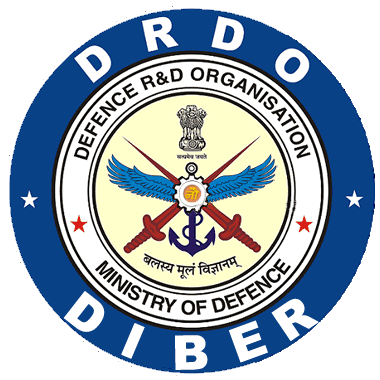 DRDO
DEFENCE R&D ORGANISATION
सत्यमेव जयते
बलस्य मूलं विज्ञानम्
MINISTRY OF DEFENCE
DIBER